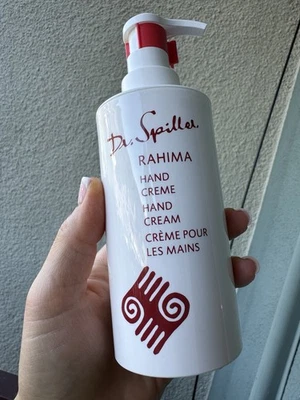 Dr. Spiller
RAHIMA
HAND
CREME
HAND
CREAM
CRÈME POUR
LES MAINS